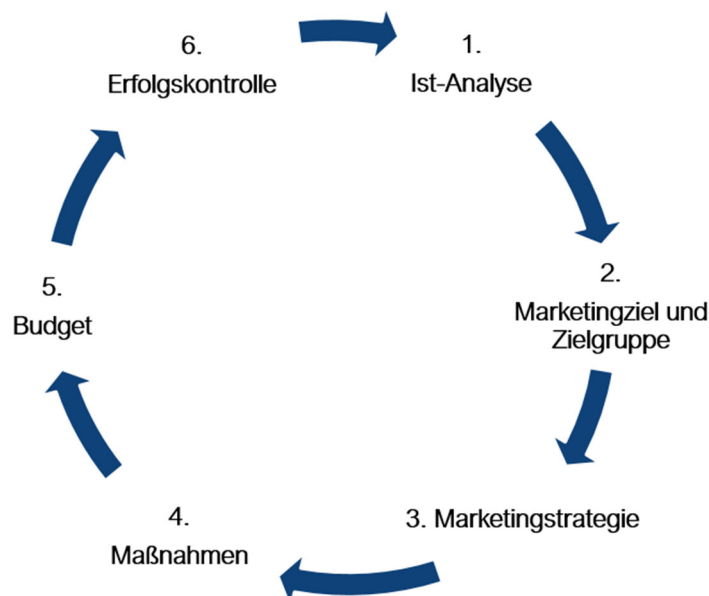 1.
Ist-Analyse
2.
Marketingziel und
Zielgruppe
3. Marketingstrategie
4.
Maßnahmen
5.
Budget
6.
Erfolgskontrolle